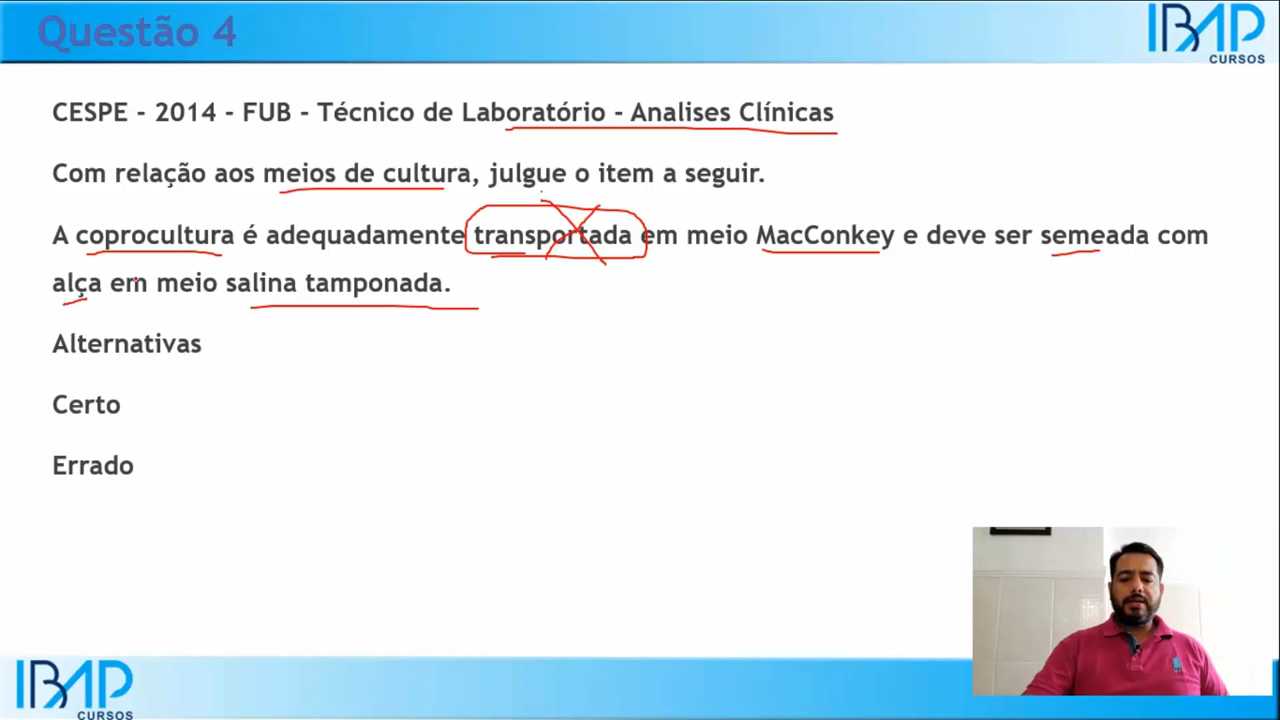 Questão 4
IBAP
CURSOS
CESPE - 2014 - FUB - Técnico de Laboratório - Analises Clínicas
Com relação aos meios de cultura, julgue o item a seguir.
A coprocultura é adequadamente transportada em meio MacConkey e deve ser semeada com
alça em meio salina tamponada.
Alternativas
Certo
Errado
IBAP
CURSOS